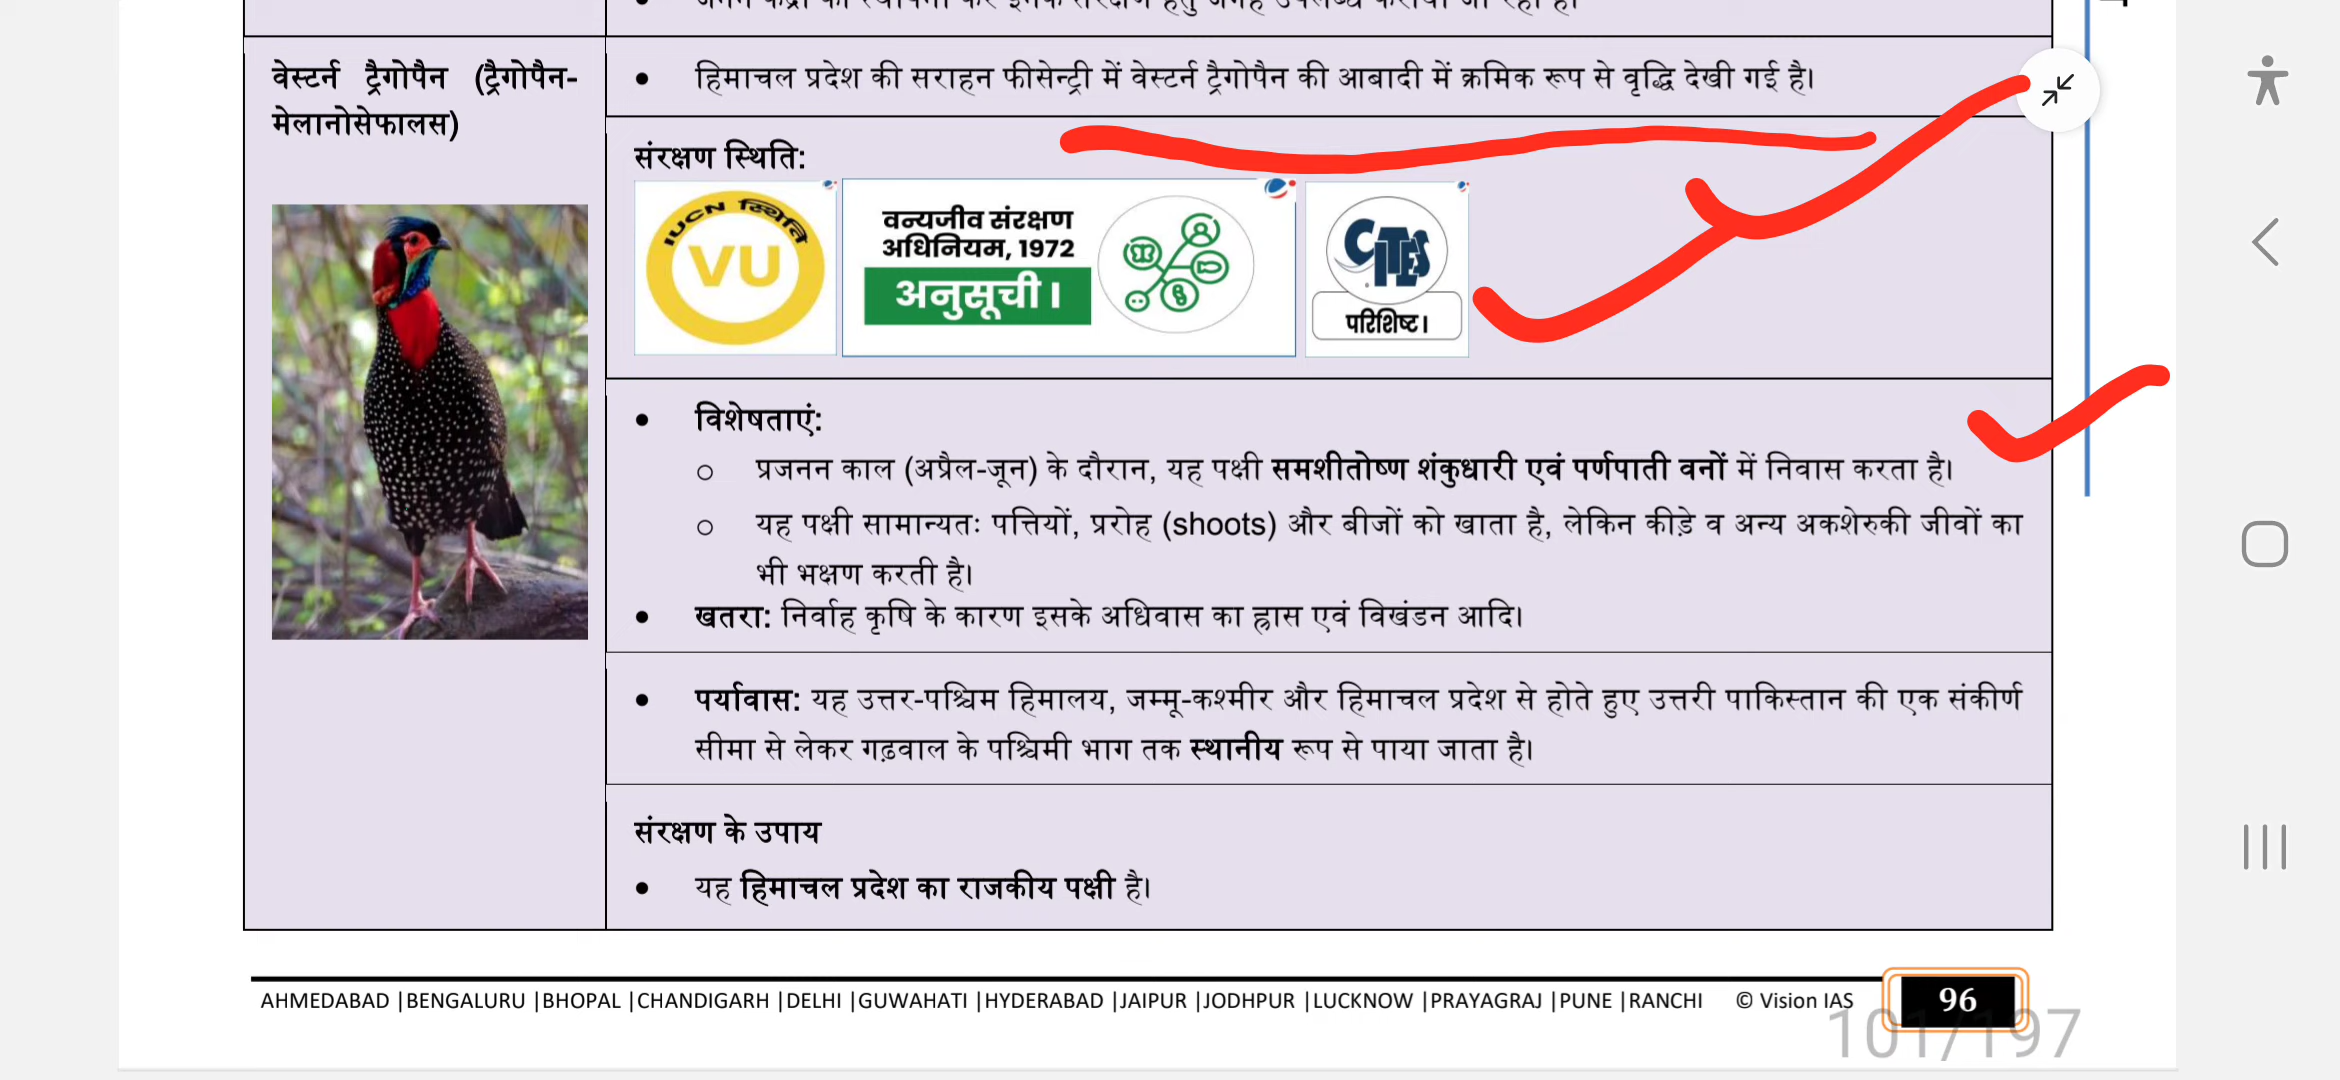 वेस्टर्न ट्रैगोपैन (ट्रैगोपैन-
मेलानोसेफालस)
• हिमाचल प्रदेश की सराहन फीसेन्ट्री में वेस्टर्न ट्रैगोपैन की आबादी में क्रमिक रूप से वृद्धि देखी गई है।
संरक्षण स्थिति:
IUCN स्थिति
VU
वन्यजीव संरक्षण
अधिनियम, 1972
अनुसूची I
CITES
परिशिष्ट I
• विशेषताएं:
o प्रजनन काल (अप्रैल-जून) के दौरान, यह पक्षी समशीतोष्ण शंकुधारी एवं पर्णपाती वनों में निवास करता है।
o यह पक्षी सामान्यतः पत्तियों, प्ररोह (shoots) और बीजों को खाता है, लेकिन कीड़े व अन्य अकशेरुकी जीवों का
भी भक्षण करती है।
• खतरा: निर्वाह कृषि के कारण इसके अधिवास का ह्रास एवं विखंडन आदि।
• पर्यावास: यह उत्तर-पश्चिम हिमालय, जम्मू-कश्मीर और हिमाचल प्रदेश से होते हुए उत्तरी पाकिस्तान की एक संकीर्ण
सीमा से लेकर गढ़वाल के पश्चिमी भाग तक स्थानीय रूप से पाया जाता है।
संरक्षण के उपाय
• यह हिमाचल प्रदेश का राजकीय पक्षी है।
AHMEDABAD |BENGALURU |BHOPAL |CHANDIGARH |DELHI |GUWAHATI |HYDERABAD |JAIPUR |JODHPUR |LUCKNOW |PRAYAGRAJ |PUNE |RANCHI © Vision IAS
96
101/197